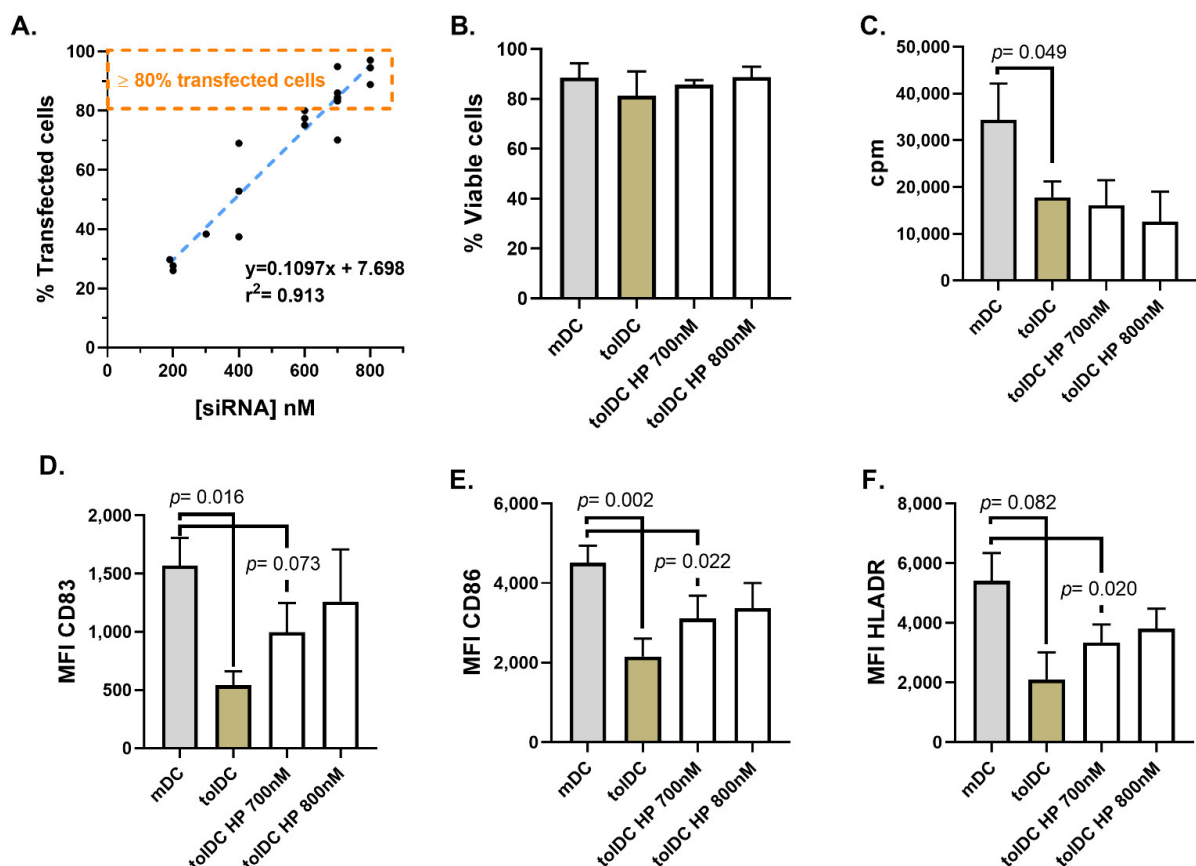 A.
% Transfected cells
100
80
60
40
20
0
≥ 80% transfected cells
y=0.1097x + 7.698
r²= 0.913
0
200
400
600
800
[siRNA] nM
B.
% Viable cells
100
80
60
40
20
0
mDC
tolDC
tolDC HP 700nM
tolDC HP 800nM
C.
cpm
50,000
40,000
30,000
20,000
10,000
0
p= 0.049
mDC
tolDC
tolDC HP 700nM
tolDC HP 800nM
D.
MFI CD83
2,000
1,500
1,000
500
0
p= 0.016
p= 0.073
mDC
tolDC
tolDC HP 700nM
tolDC HP 800nM
E.
MFI CD86
6,000
4,000
2,000
0
p= 0.002
p= 0.022
mDC
tolDC
tolDC HP 700nM
tolDC HP 800nM
F.
MFI HLADR
8,000
6,000
4,000
2,000
0
p= 0.082
p= 0.020
mDC
tolDC
tolDC HP 700nM
tolDC HP 800nM